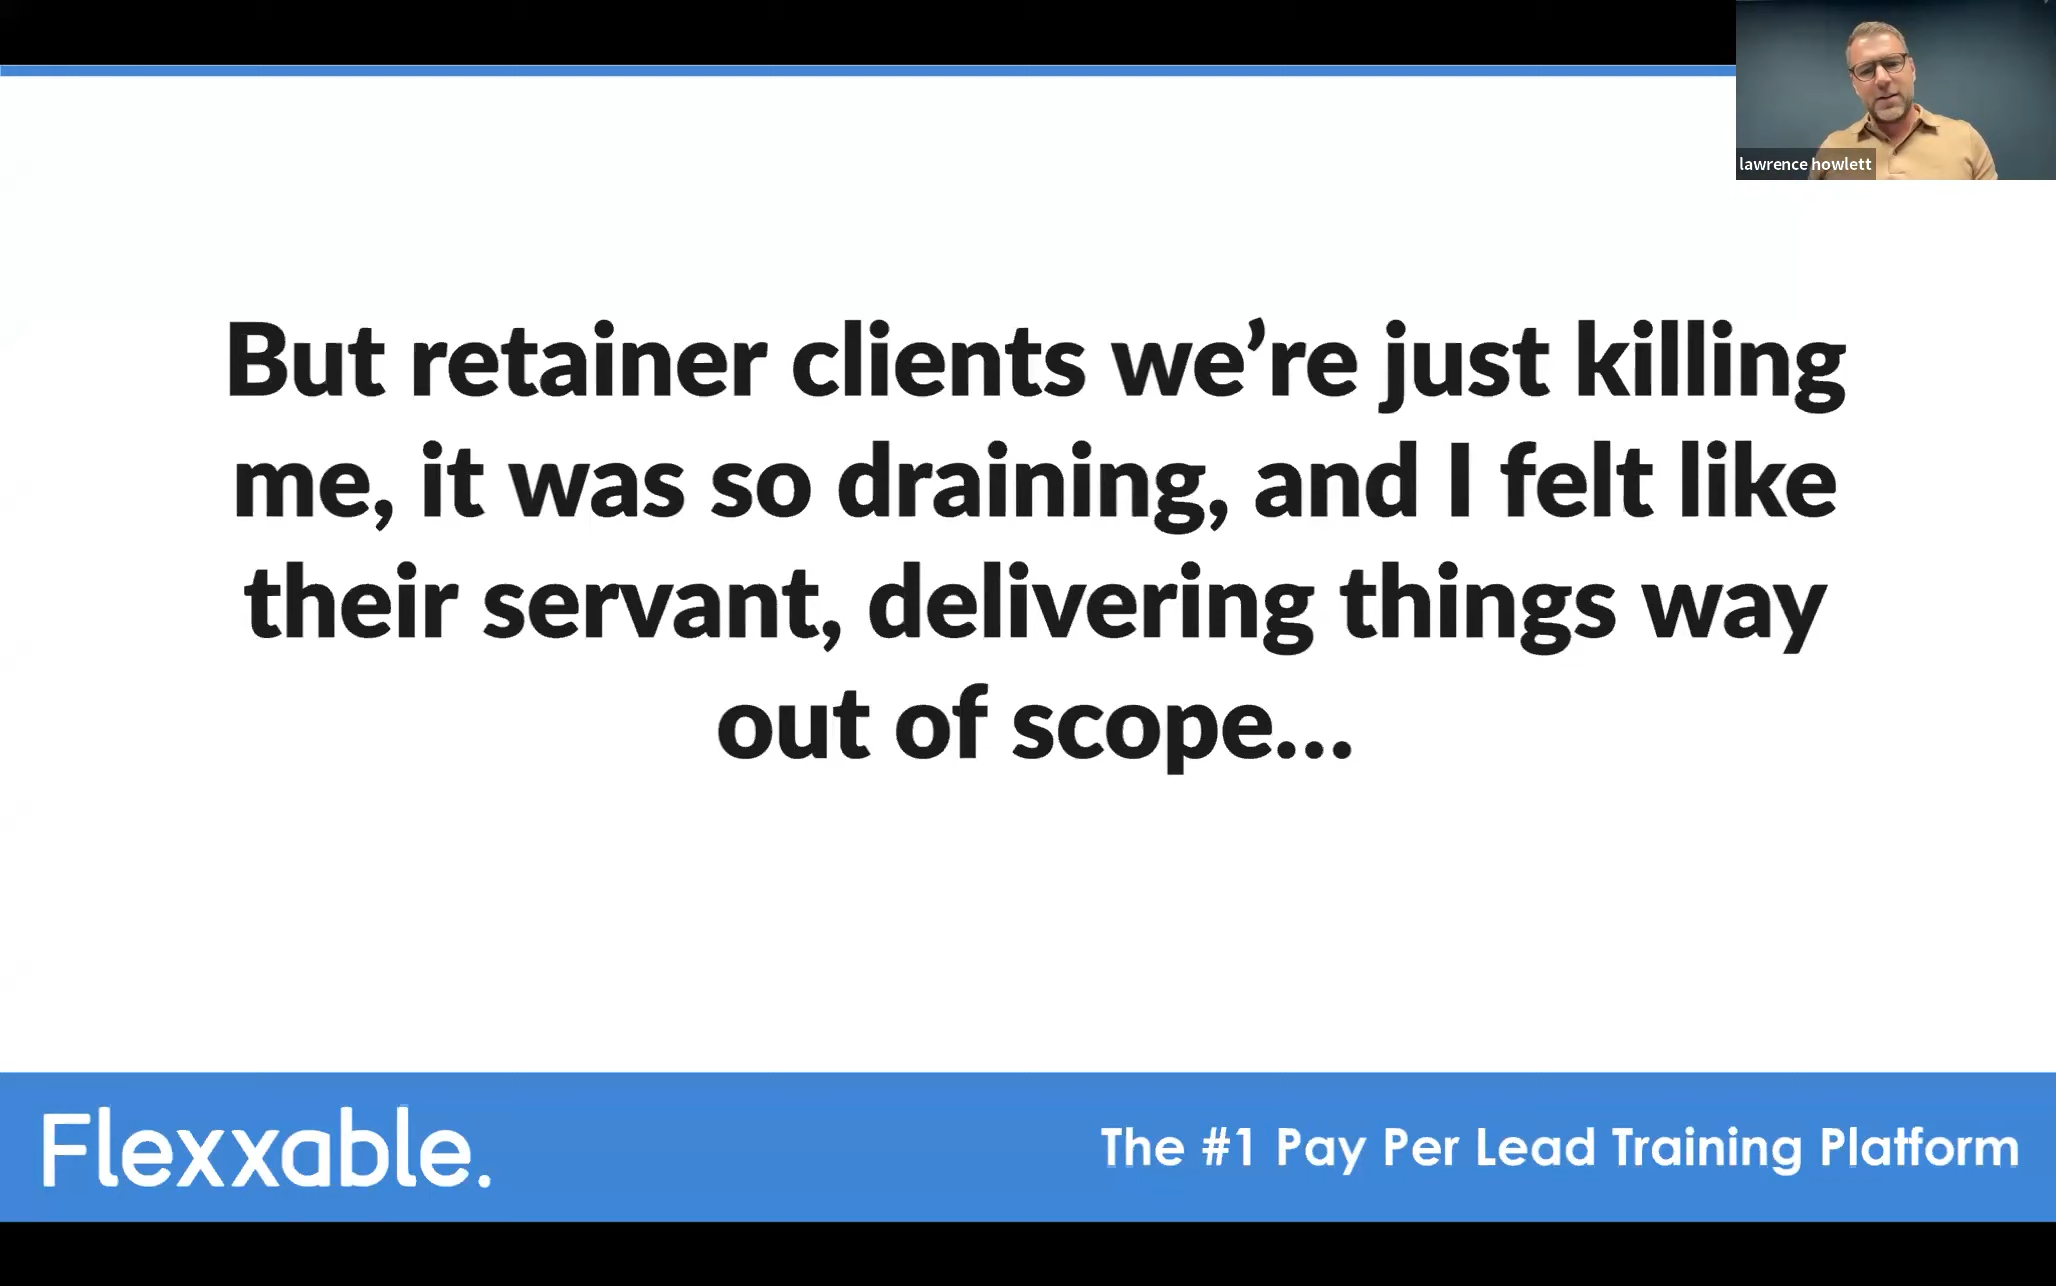 lawrence howlett
But retainer clients we’re just killing
me, it was so draining, and I felt like
their servant, delivering things way
out of scope...
Flexxable.
The #1 Pay Per Lead Training Platform